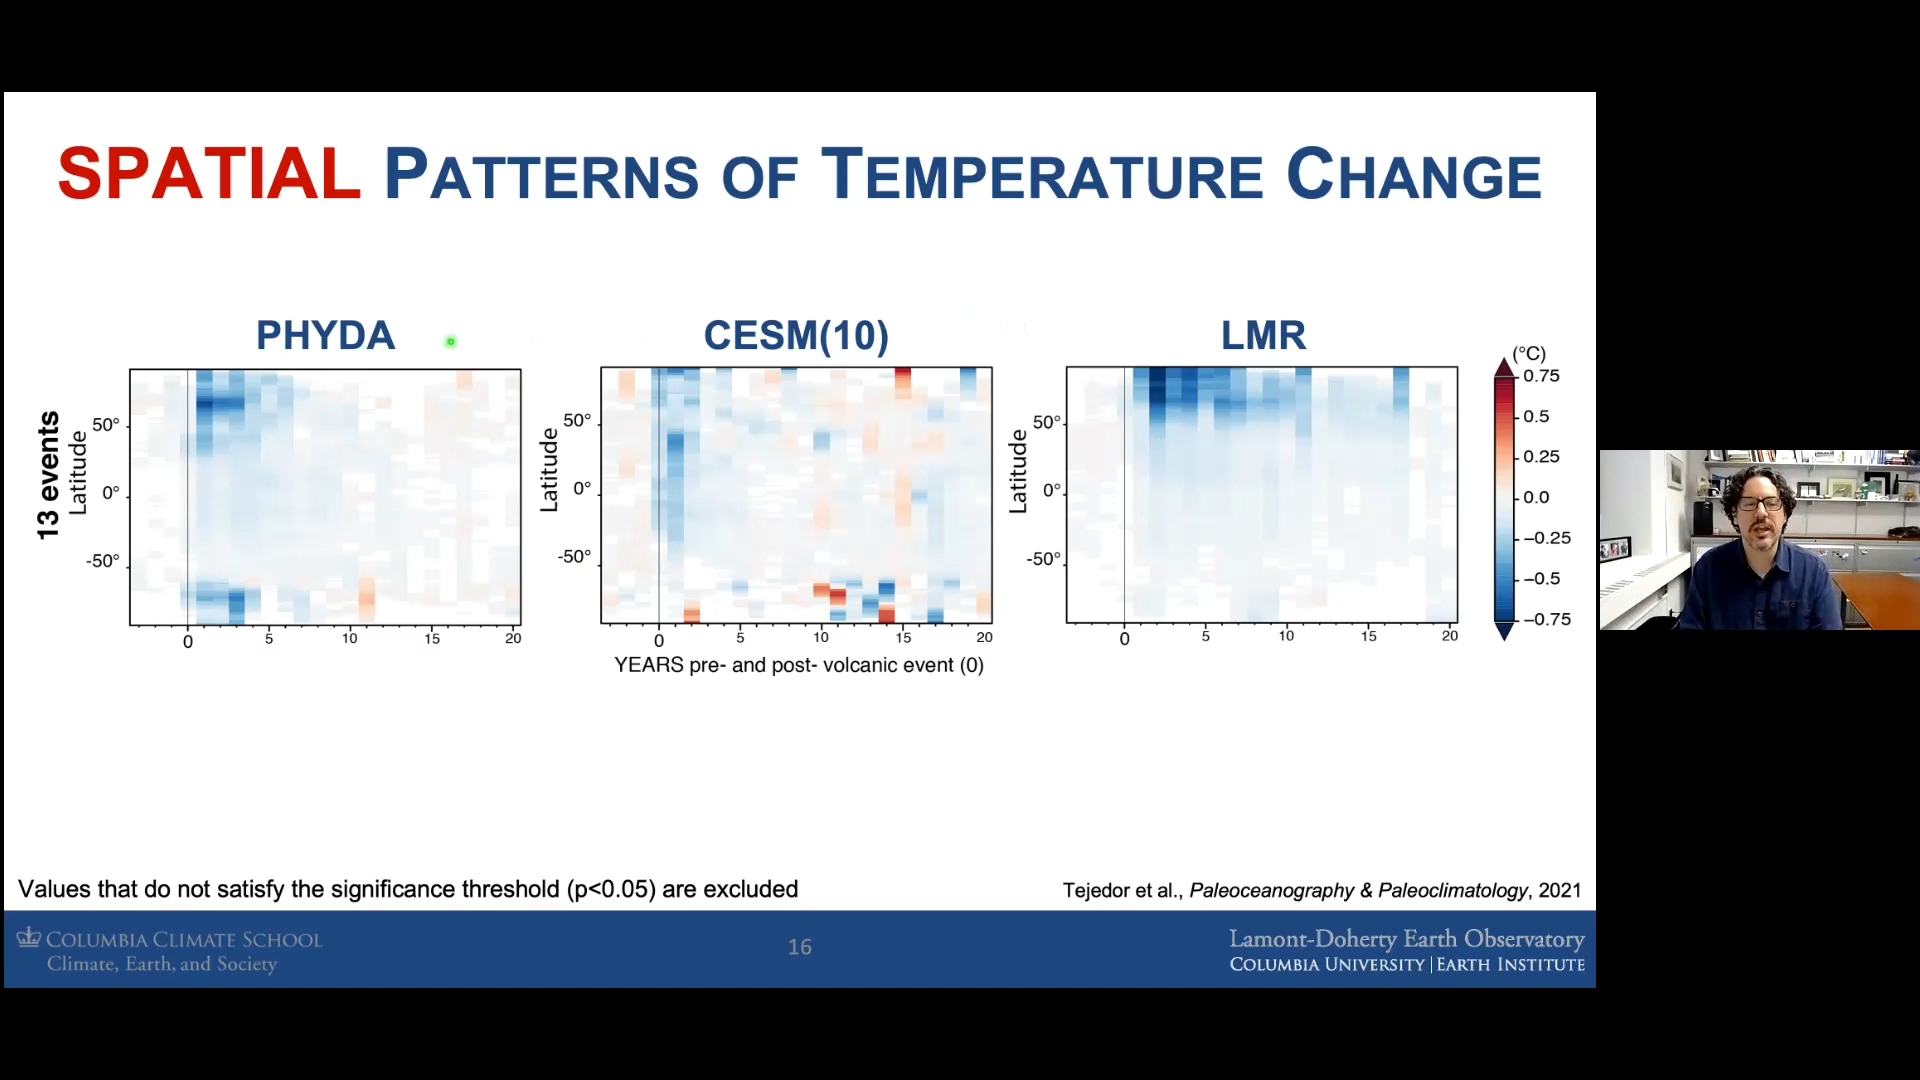 SPATIAL PATTERNS OF TEMPERATURE CHANGE
PHYDA
CESM(10)
LMR
(°C)
13 events
Latitude
50°
0°
-50°
0 5 10 15 20
Latitude
50°
0°
-50°
0 5 10 15 20
YEARS pre- and post- volcanic event (0)
Latitude
50°
0°
-50°
0 5 10 15 20
0.75
0.5
0.25
0.0
−0.25
−0.5
−0.75
Values that do not satisfy the significance threshold (p<0.05) are excluded
Tejedor et al., Paleoceanography & Paleoclimatology, 2021
COLUMBIA CLIMATE SCHOOL
Climate, Earth, and Society
16
Lamont-Doherty Earth Observatory
COLUMBIA UNIVERSITY | EARTH INSTITUTE